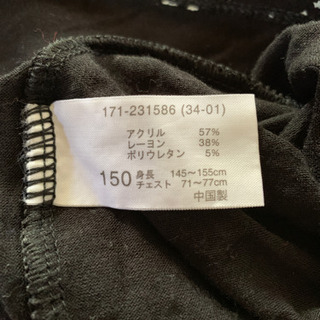 171-231586 (34-01)
アクリル 57%
レーヨン 38%
ポリウレタン 5%
150 身長 145~155cm
チェスト 71~77cm
中国製